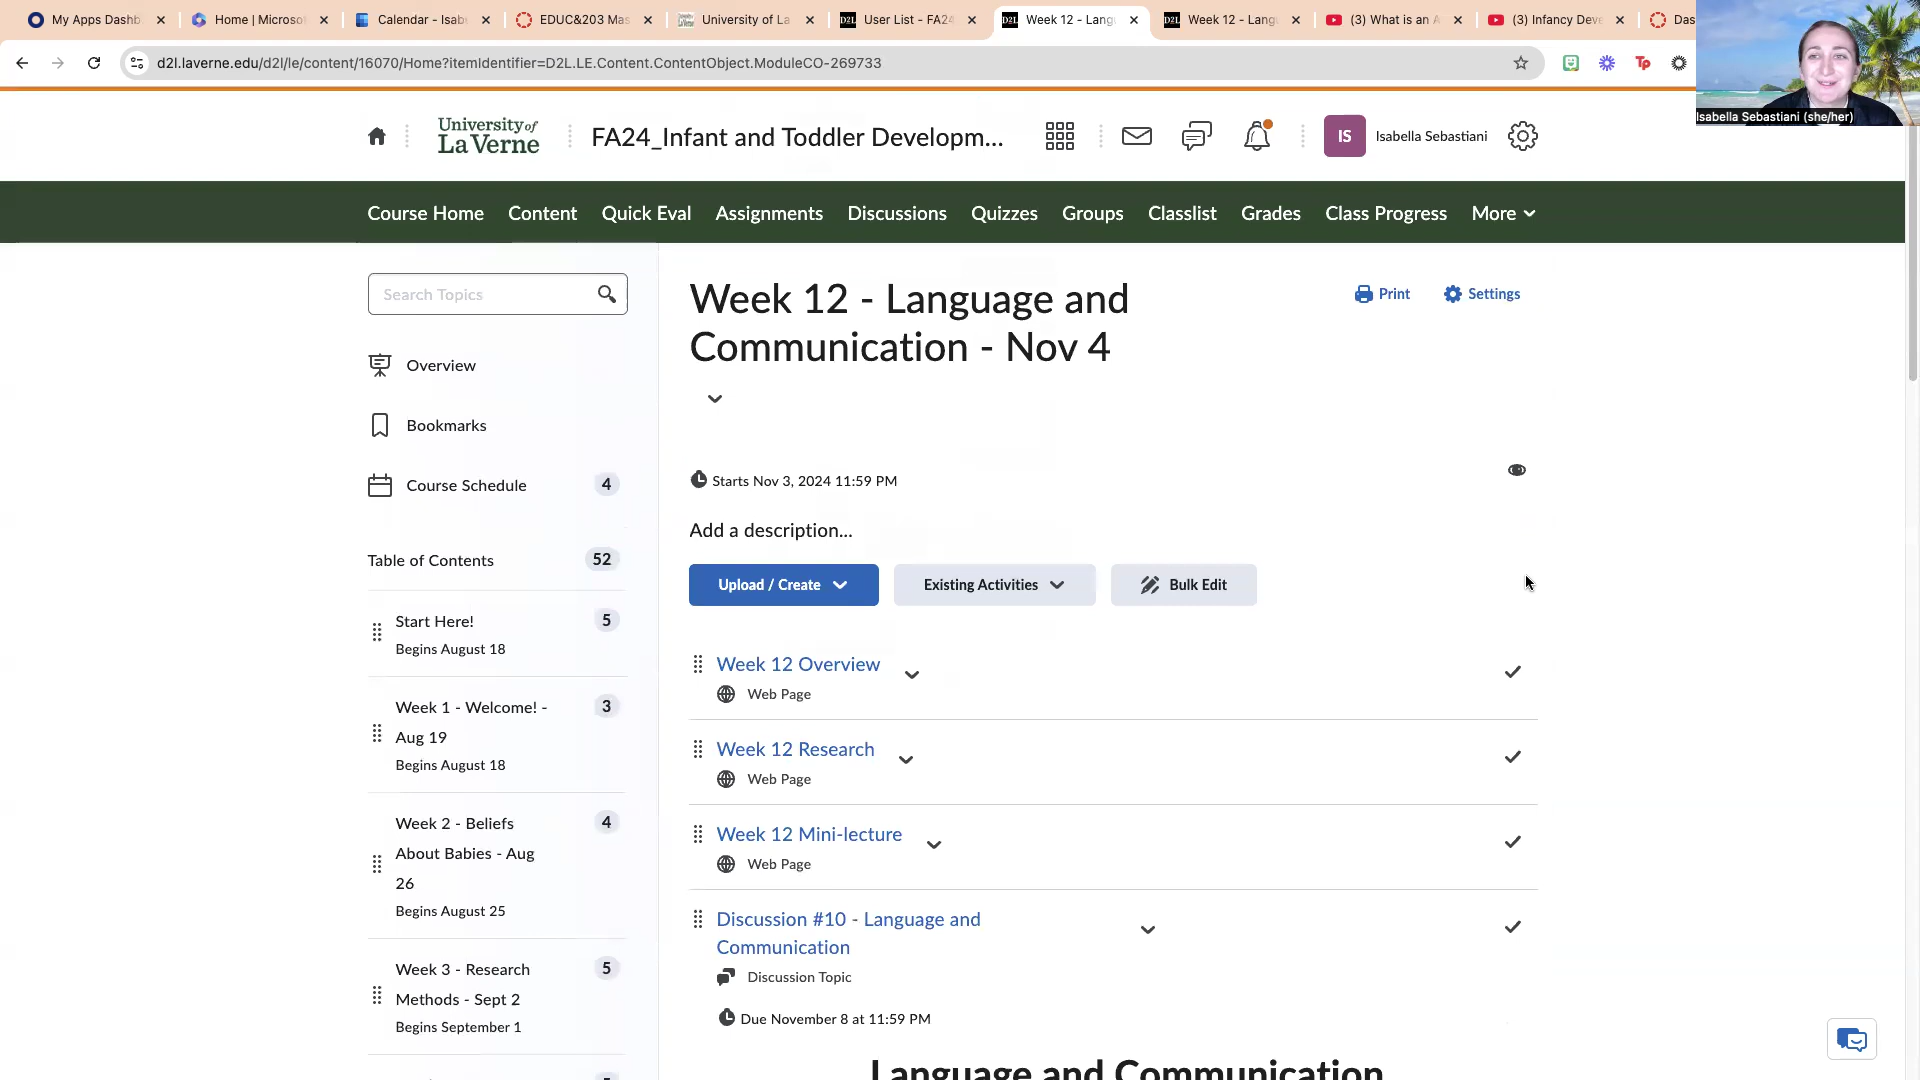 My Apps Dashb
Home | Microso
Calendar - Isab
EDUC&203 Mas
University of La
User List - FA24
Week 12 - Lang
Week 12 - Lang
(3) What is an A
(3) Infancy Deve
Das
d2l.laverne.edu/d2l/le/content/16070/Home?itemIdentifier=D2L.LE.Content.ContentObject.ModuleCO-269733
Isabella Sebastiani (she/her)
University of
La Verne
FA24_Infant and Toddler Developm...
IS
Isabella Sebastiani
Course Home
Content
Quick Eval
Assignments
Discussions
Quizzes
Groups
Classlist
Grades
Class Progress
More
Search Topics
Overview
Bookmarks
Course Schedule 4
Table of Contents 52
Start Here! 5
Begins August 18
Week 1 - Welcome! - 3
Aug 19
Begins August 18
Week 2 - Beliefs 4
About Babies - Aug
26
Begins August 25
Week 3 - Research 5
Methods - Sept 2
Begins September 1
Week 12 - Language and
Communication - Nov 4
Print
Settings
Starts Nov 3, 2024 11:59 PM
Add a description...
Upload / Create
Existing Activities
Bulk Edit
Week 12 Overview
Web Page
Week 12 Research
Web Page
Week 12 Mini-lecture
Web Page
Discussion #10 - Language and
Communication
Discussion Topic
Due November 8 at 11:59 PM
Language and Communication